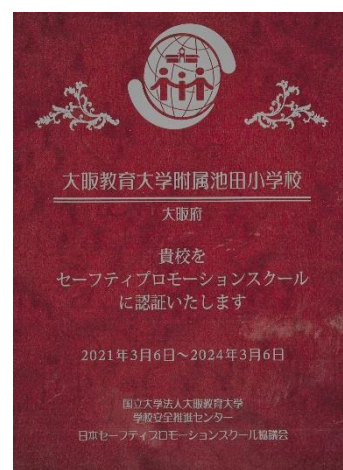 大阪教育大学附属池田小学校
大阪府
貴校を
セーフティプロモーションスクール
に認証いたします
2021年3月6日～2024年3月6日
国立大学法人大阪教育大学
学校安全推進センター
日本セーフティプロモーションスクール協議会